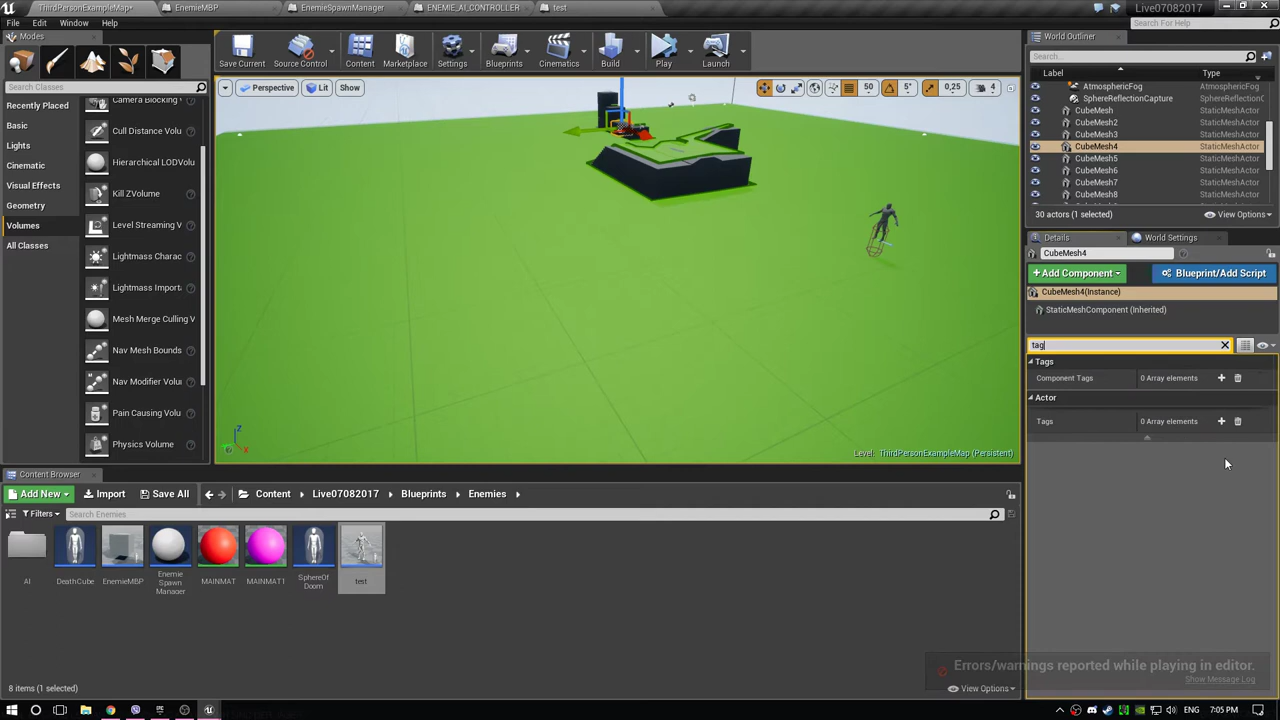 ThirdPersonExampleMap*
EnemieMBP
EnemieSpawnManager
ENEMIE_AI_CONTROLLER
test
Live07082017
File Edit Window Help
Search For Help
Modes
Save Current
Source Control
Content
Marketplace
Settings
Blueprints
Cinematics
Build
Play
Launch
World Outliner
Search...
Label Type
AtmosphericFog AtmosphericFog
SphereReflectionCapture SphereReflectionC
CubeMesh StaticMeshActor
CubeMesh2 StaticMeshActor
CubeMesh3 StaticMeshActor
CubeMesh4 StaticMeshActor
CubeMesh5 StaticMeshActor
CubeMesh6 StaticMeshActor
CubeMesh7 StaticMeshActor
CubeMesh8 StaticMeshActor
30 actors (1 selected)
View Options
Search Classes
Recently Placed
Basic
Lights
Cinematic
Visual Effects
Geometry
Volumes
All Classes
Camera Blocking
Cull Distance Volu
Hierarchical LODVolu
Kill ZVolume
Level Streaming V
Lightmass Charac
Lightmass Import
Mesh Merge Culling V
Nav Mesh Bounds
Nav Modifier Volu
Pain Causing Volu
Physics Volume
Perspective
Lit
Show
50
5°
0,25
4
Z
X
Level: ThirdPersonExampleMap (Persistent)
Details
World Settings
CubeMesh4
+Add Component
Blueprint/Add Script
CubeMesh4(Instance)
StaticMeshComponent (Inherited)
tag
Tags
Component Tags 0 Array elements
Actor
Tags 0 Array elements
Content Browser
Add New
Import
Save All
Content
Live07082017
Blueprints
Enemies
Filters
Search Enemies
AI
DeathCube
EnemieMBP
Enemie
Spawn
Manager
MAINMAT
MAINMAT1
SphereOf
Doom
test
8 items (1 selected)
View Options
Errors/warnings reported while playing in editor.
Show Message Log
ENG
7:05 PM